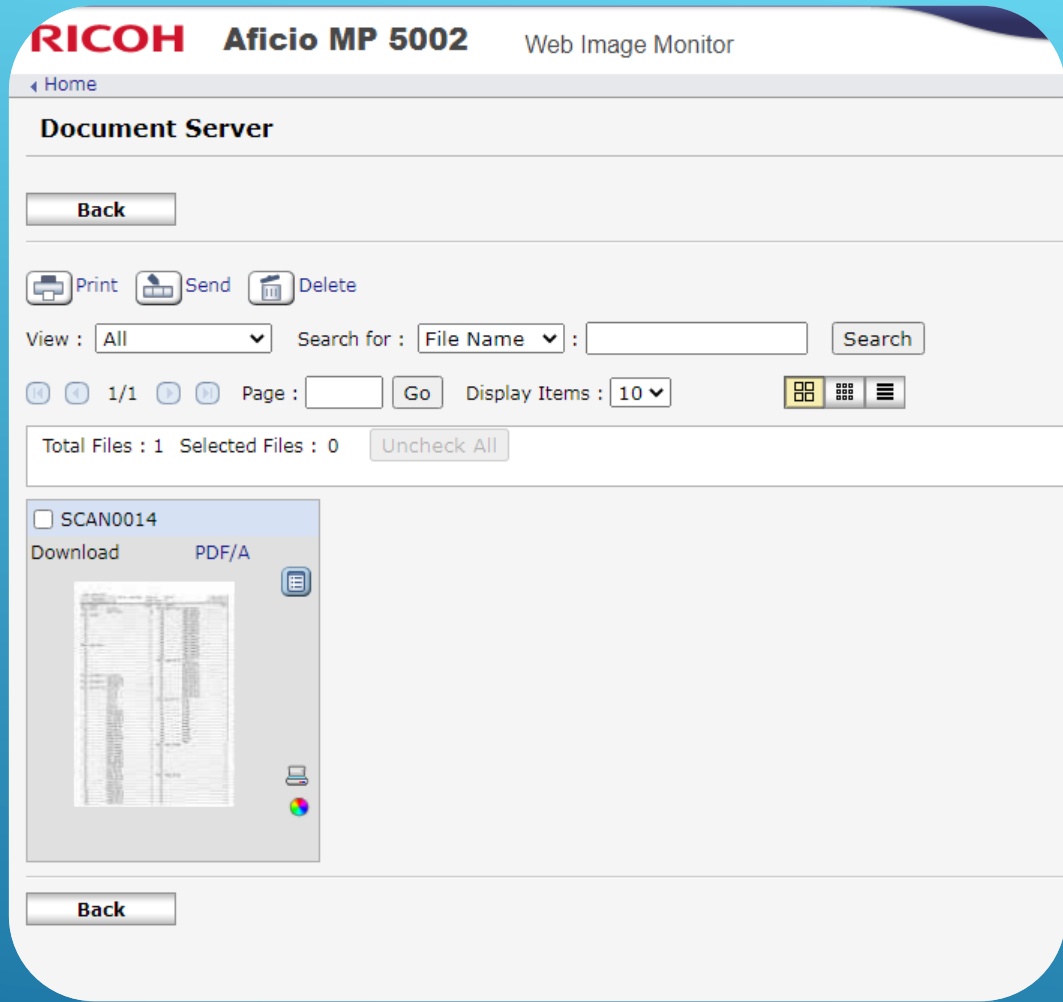 RICOH Aficio MP 5002 Web Image Monitor
Home
Document Server
Back
Print Send Delete
View : All Search for : File Name : Search
1/1 Page : Go Display Items : 10
Total Files : 1 Selected Files : 0 Uncheck All
SCAN0014
Download PDF/A
Back